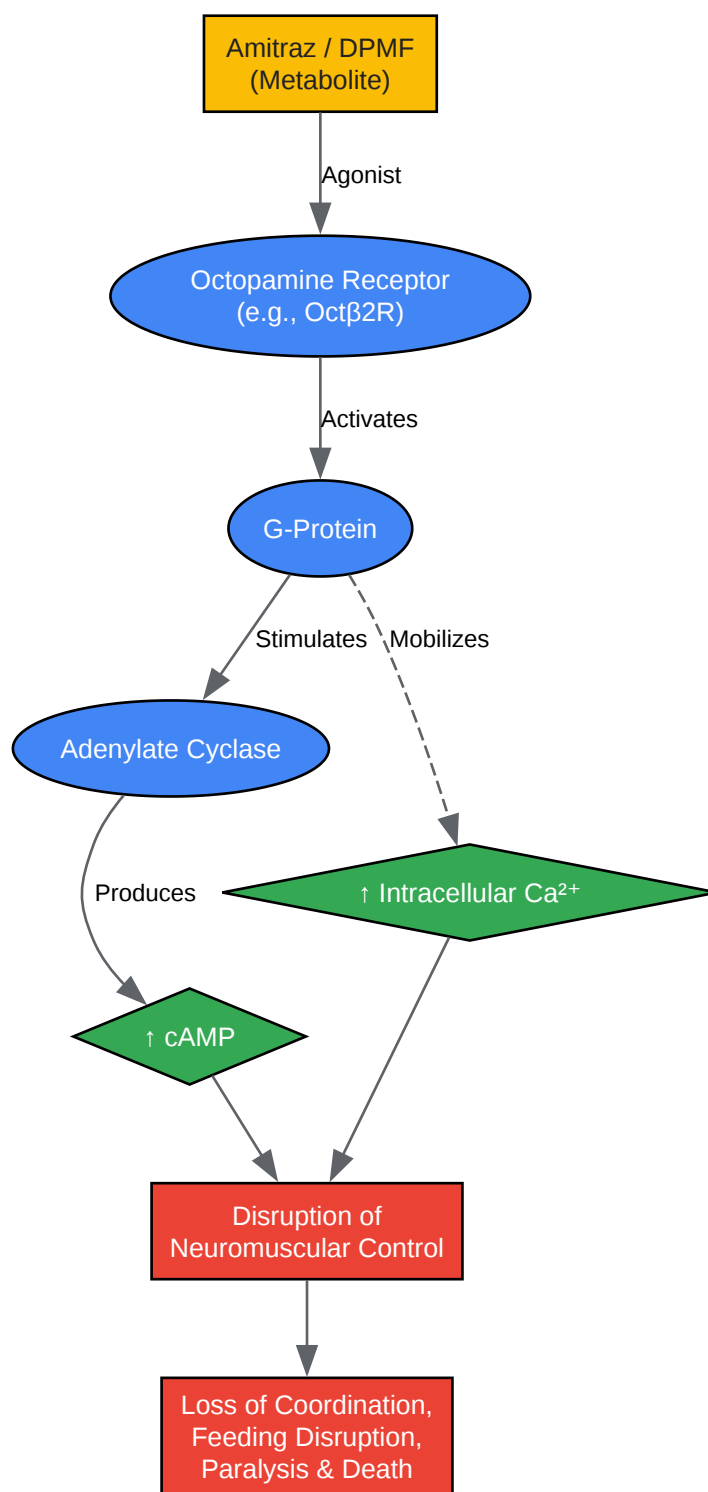 Amitraz / DPMF
(Metabolite)
Agonist
Octopamine Receptor
(e.g., Octβ2R)
Activates
G-Protein
Stimulates
Mobilizes
Adenylate Cyclase
Produces
↑ Intracellular Ca²⁺
↑ cAMP
Disruption of
Neuromuscular Control
Loss of Coordination,
Feeding Disruption,
Paralysis & Death